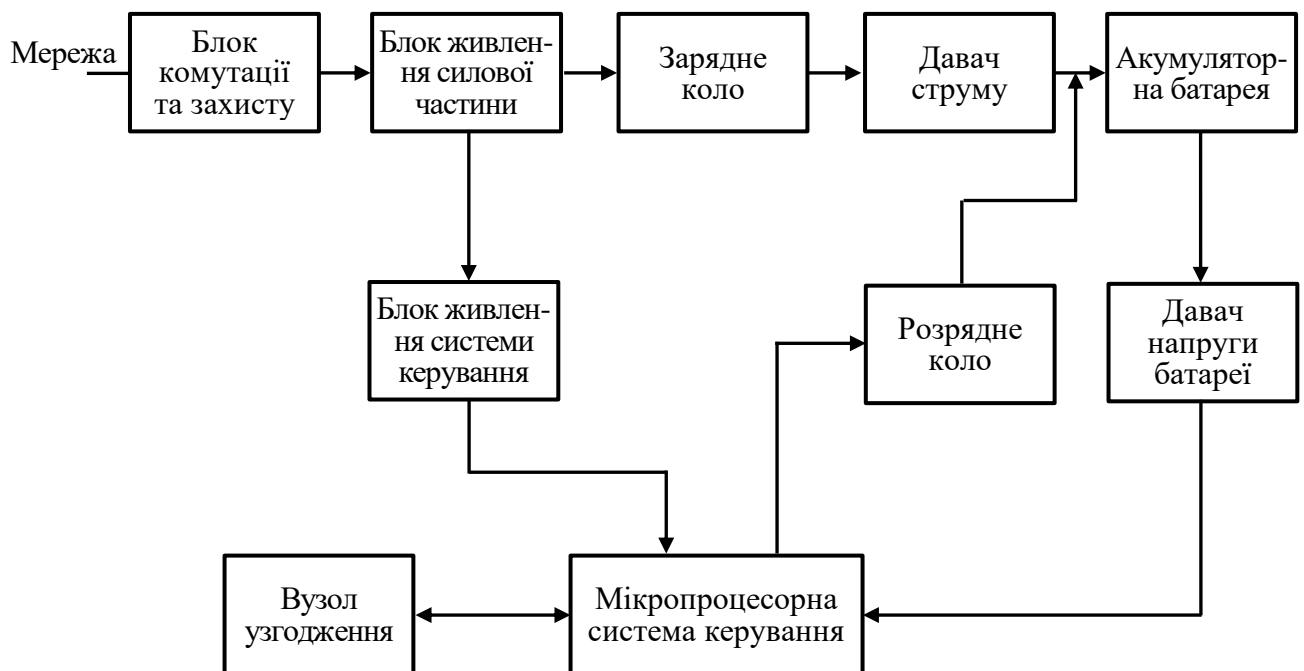 Мережа
Блок
комутації
та захисту
Блок живлен-
ня силової
частини
Зарядне
коло
Давач
струму
Акумулятор-
на батарея
Блок живлен-
ня системи
керування
Розрядне
коло
Давач
напруги
батареї
Вузол
узгодження
Мікропроцесорна
система керування